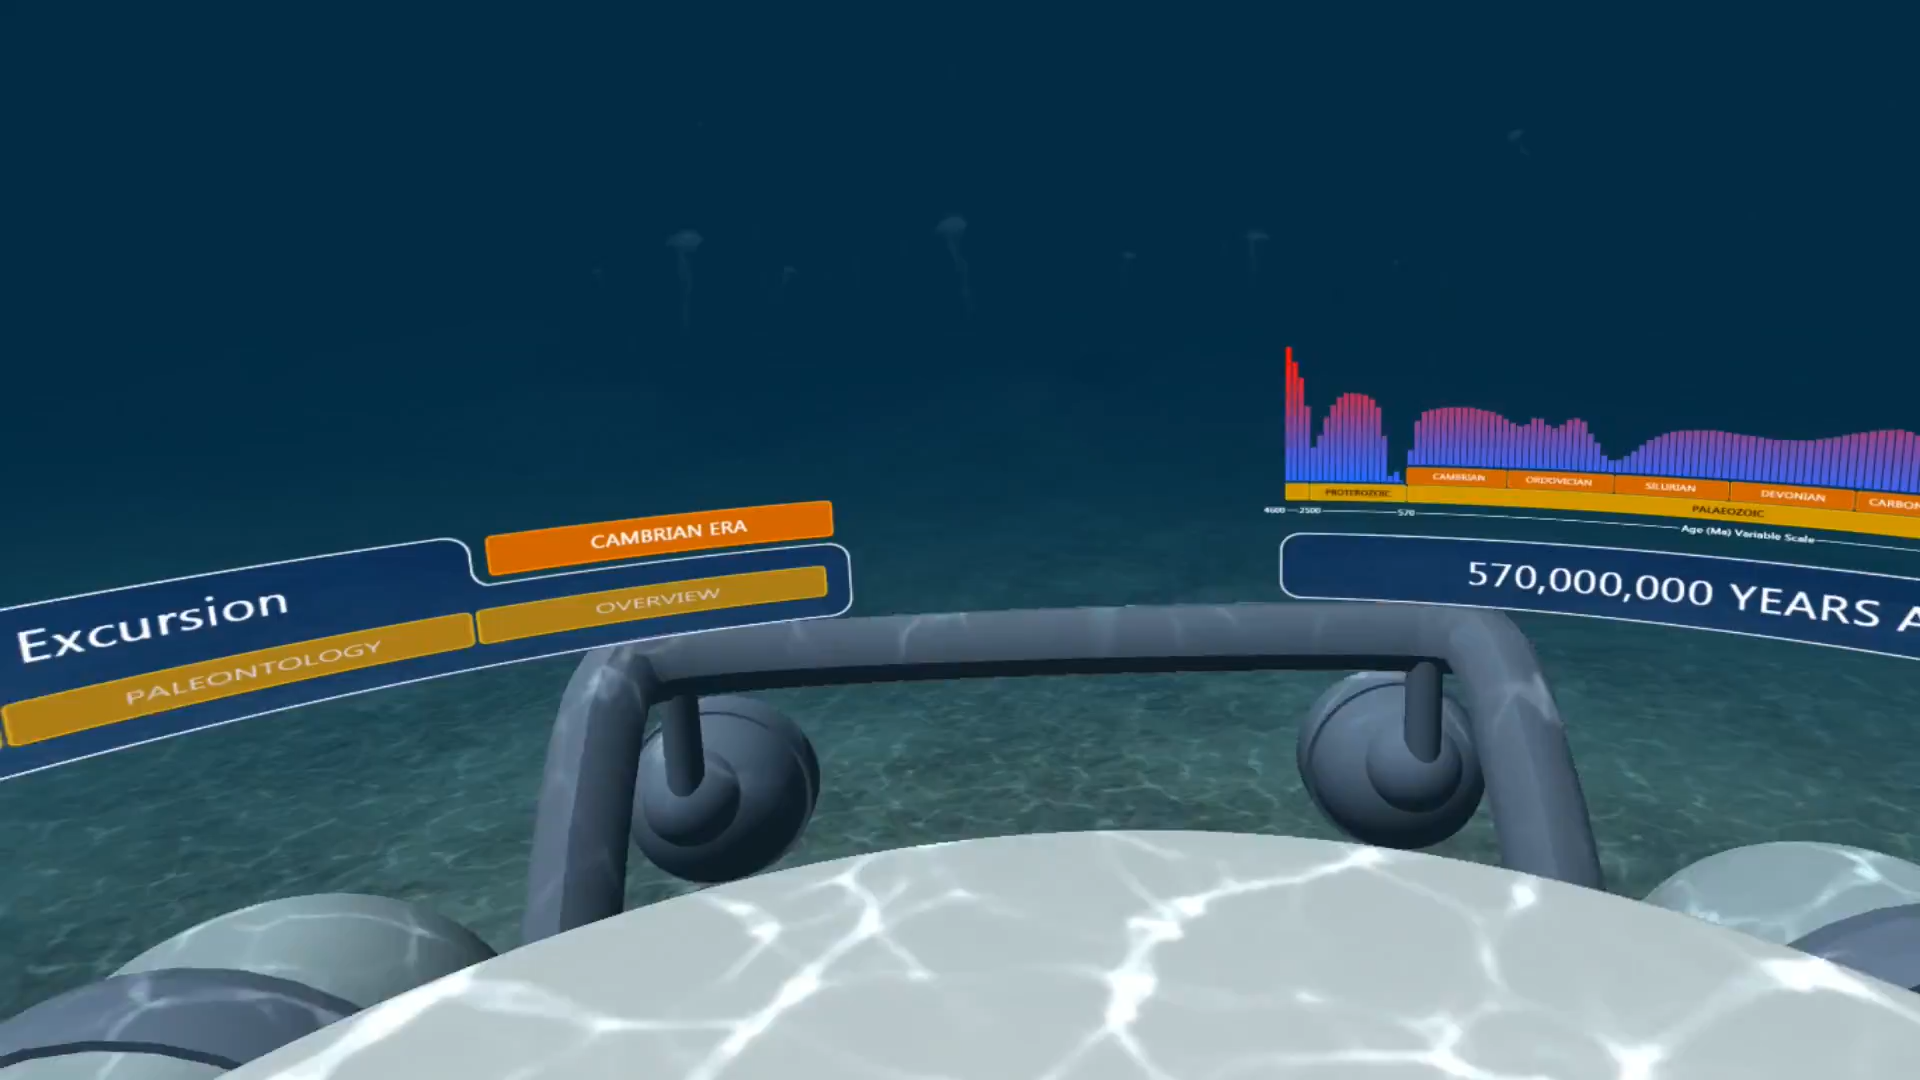 CAMBRIAN ERA
Excursion
OVERVIEW
PALEONTOLOGY
CAMBRIAN ORDOVICIAN SILURIAN DEVONIAN CARBON
PROTEROZOIC PALAEOZOIC
4600 2500 570
Age (Ma) Variable Scale
570,000,000 YEARS A